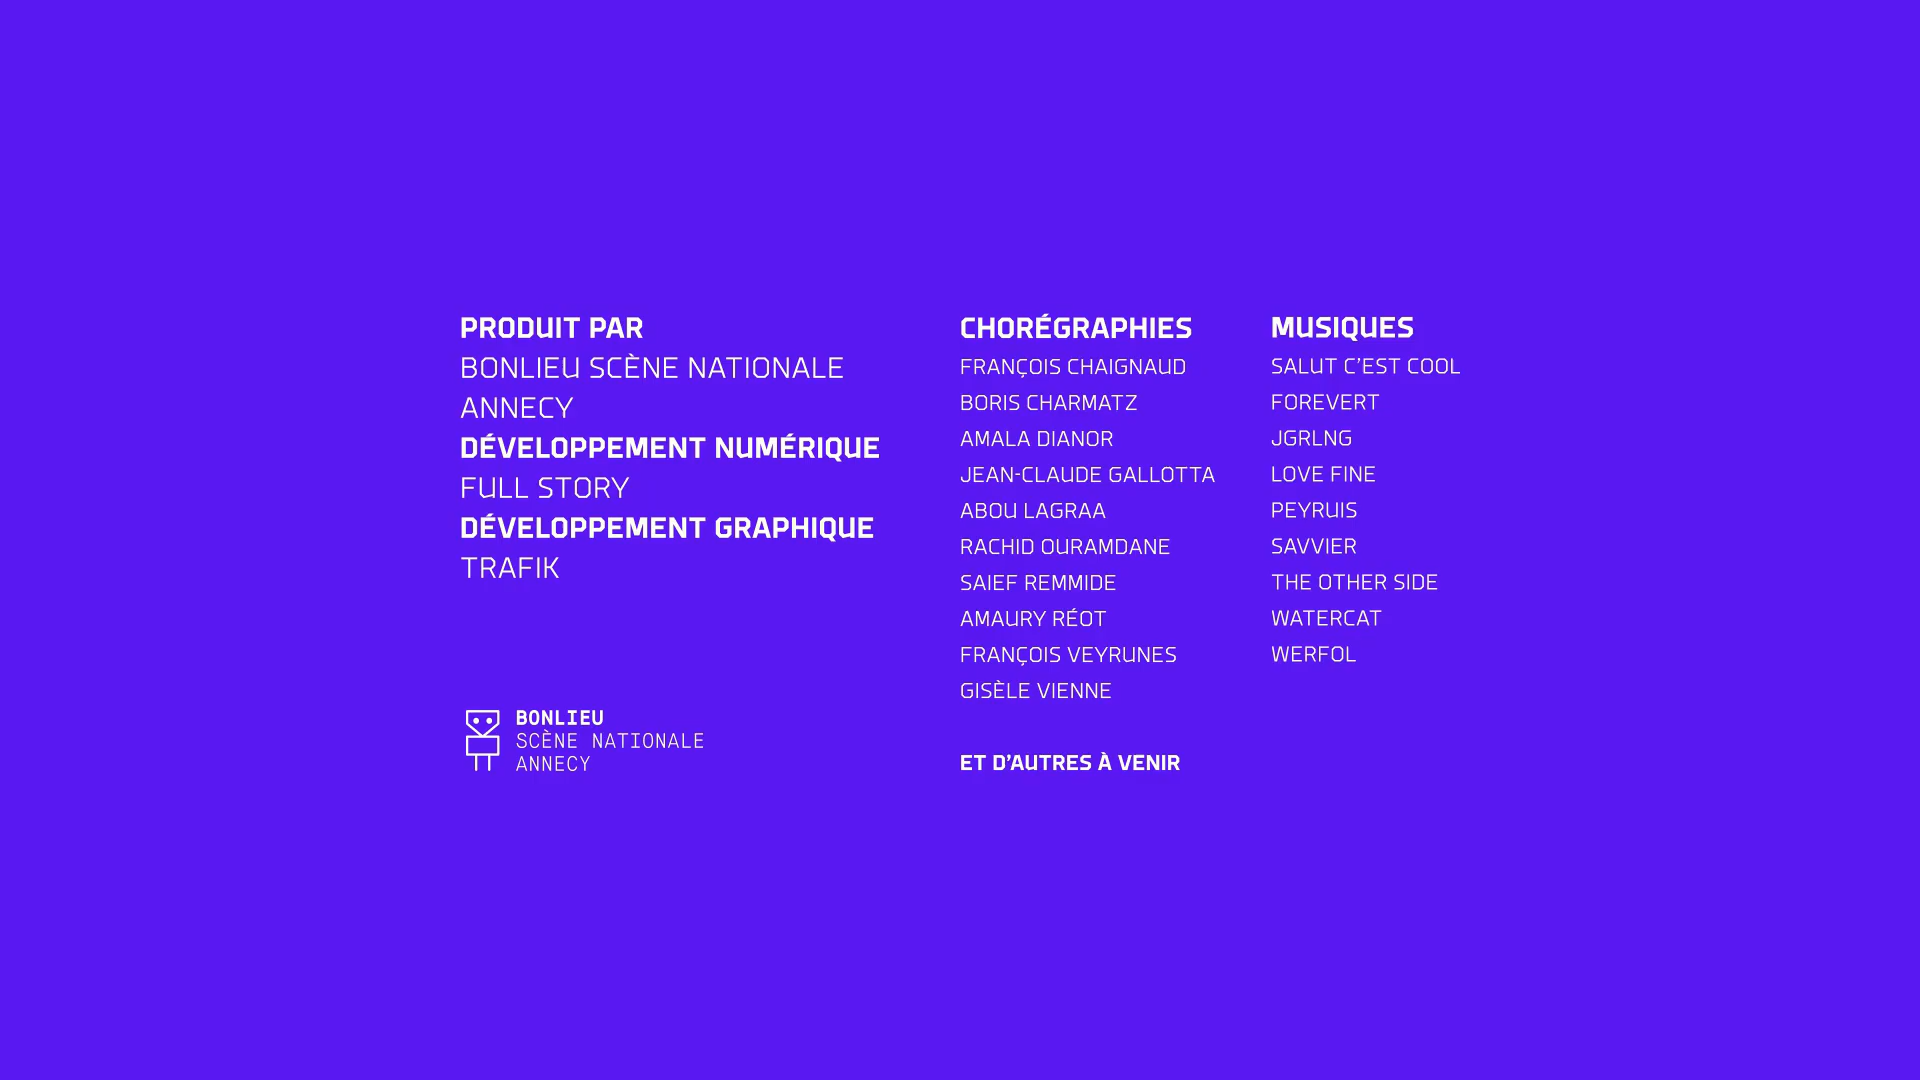 PRODUIT PAR
BONLIEU SCÈNE NATIONALE
ANNECY
DÉVELOPPEMENT NUMÉRIQUE
FULL STORY
DÉVELOPPEMENT GRAPHIQUE
TRAFIK
BONLIEU
SCÈNE NATIONALE
ANNECY
CHORÉGRAPHIES
FRANÇOIS CHAIGNAUD
BORIS CHARMATZ
AMALA DIANOR
JEAN-CLAUDE GALLOTTA
ABOU LAGRAA
RACHID OURAMDANE
SAIEF REMMIDE
AMAURY RÉOT
FRANÇOIS VEYRUNES
GISÈLE VIENNE
ET D’AUTRES À VENIR
MUSIQUES
SALUT C’EST COOL
FOREVERT
JGRLNG
LOVE FINE
PEYRUIS
SAVVIER
THE OTHER SIDE
WATERCAT
WERFOL